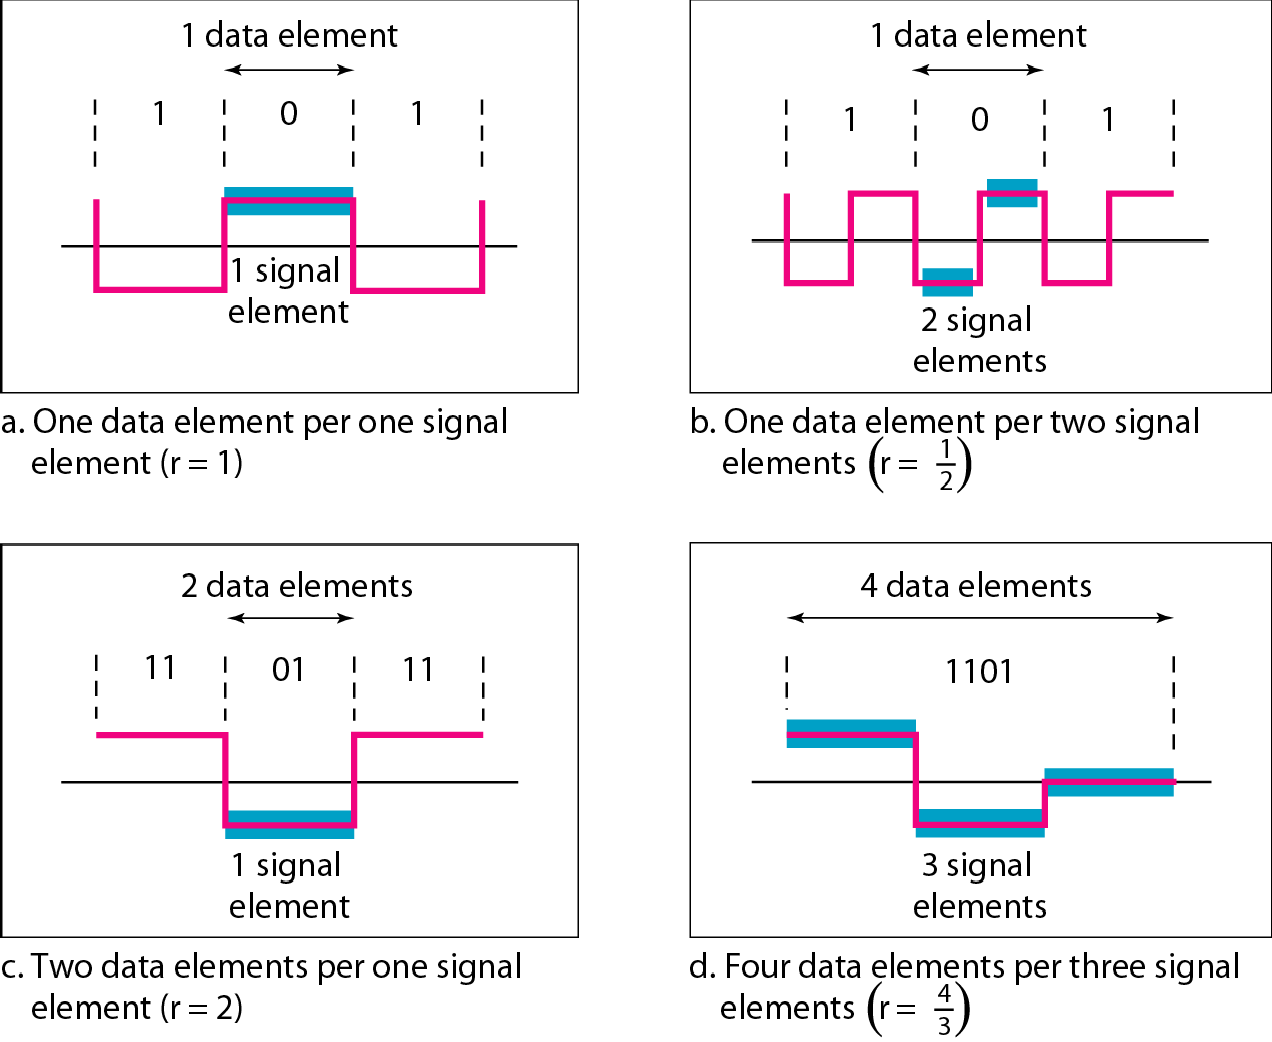 1 data element
1 0 1
1 signal
element
a. One data element per one signal
element (r = 1)
1 data element
1 0 1
2 signal
elements
b. One data element per two signal
elements (r = 1/2)
2 data elements
11 01 11
1 signal
element
c. Two data elements per one signal
element (r = 2)
4 data elements
1101
3 signal
elements
d. Four data elements per three signal
elements (r = 4/3)